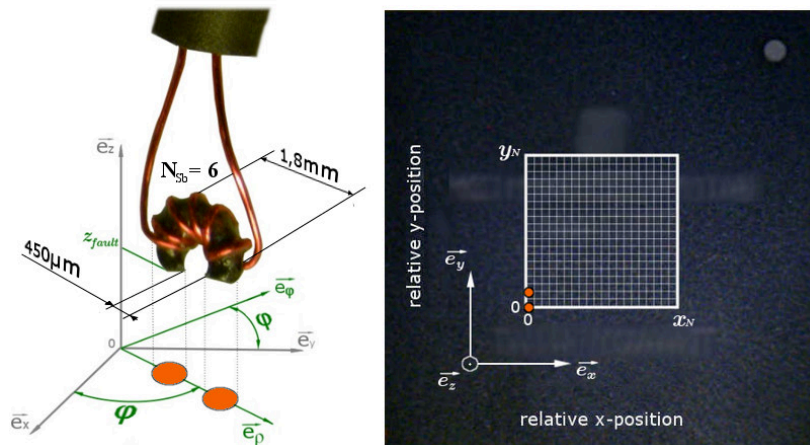 e_z
N_Sb = 6
1,8mm
z_fault
450µm
e_φ
φ
0
e_Y
φ
e_x
e_ρ
y_N
relative y-position
e_y
0
0
x_N
e_z
e_x
relative x-position